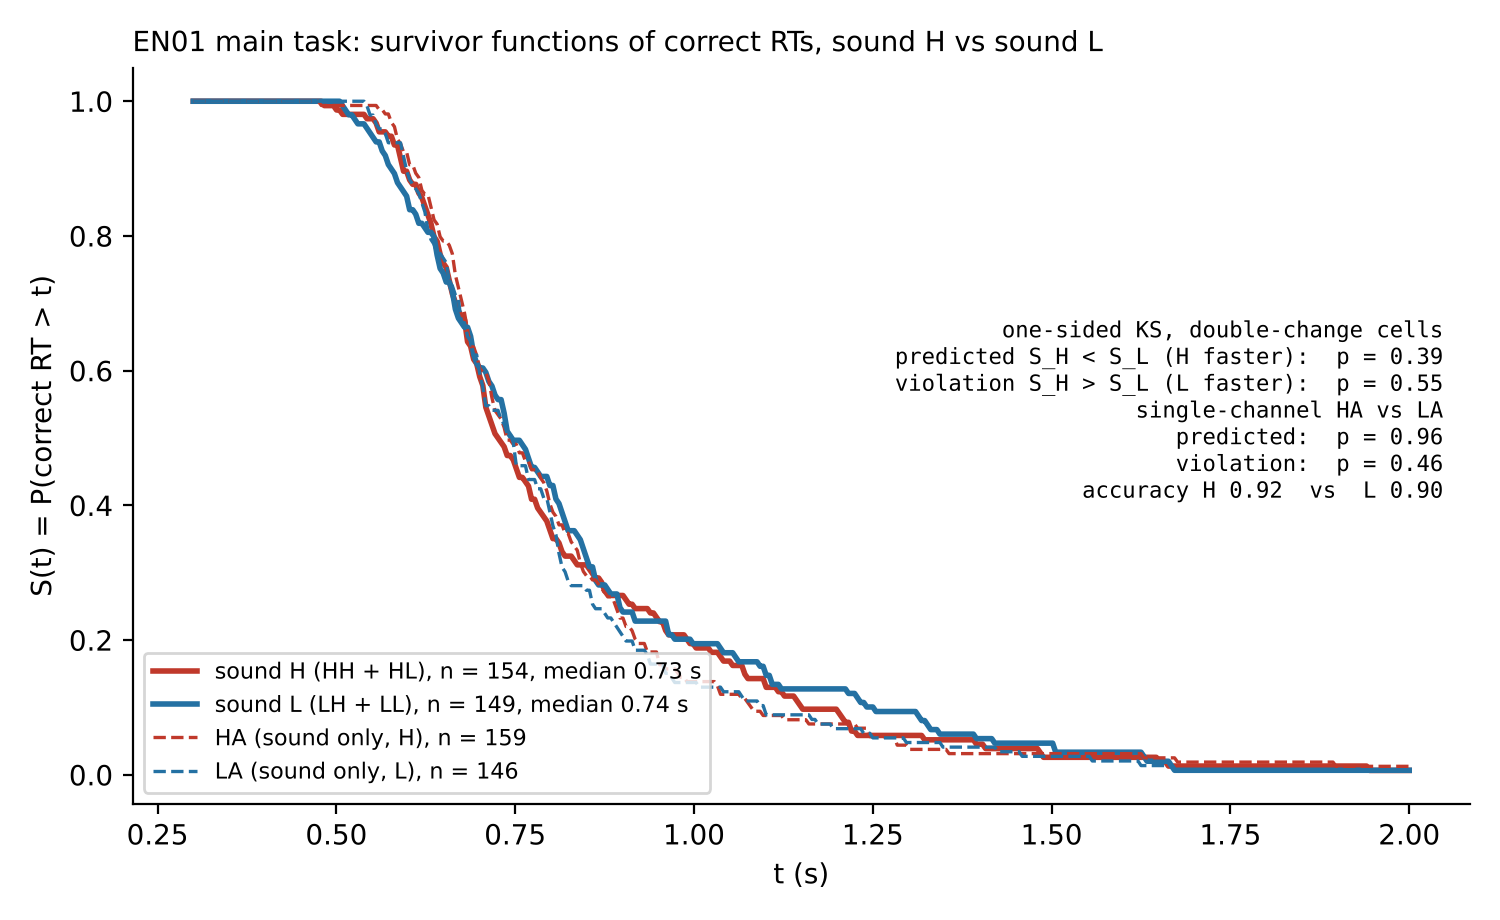 EN01 main task: survivor functions of correct RTs, sound H vs sound L
S(t) = P(correct RT > t)
1.0
0.8
0.6
0.4
0.2
0.0
one-sided KS, double-change cells
predicted S_H < S_L (H faster): p = 0.39
violation S_H > S_L (L faster): p = 0.55
single-channel HA vs LA
predicted: p = 0.96
violation: p = 0.46
accuracy H 0.92 vs L 0.90
sound H (HH + HL), n = 154, median 0.73 s
sound L (LH + LL), n = 149, median 0.74 s
HA (sound only, H), n = 159
LA (sound only, L), n = 146
0.25 0.50 0.75 1.00 1.25 1.50 1.75 2.00
t (s)